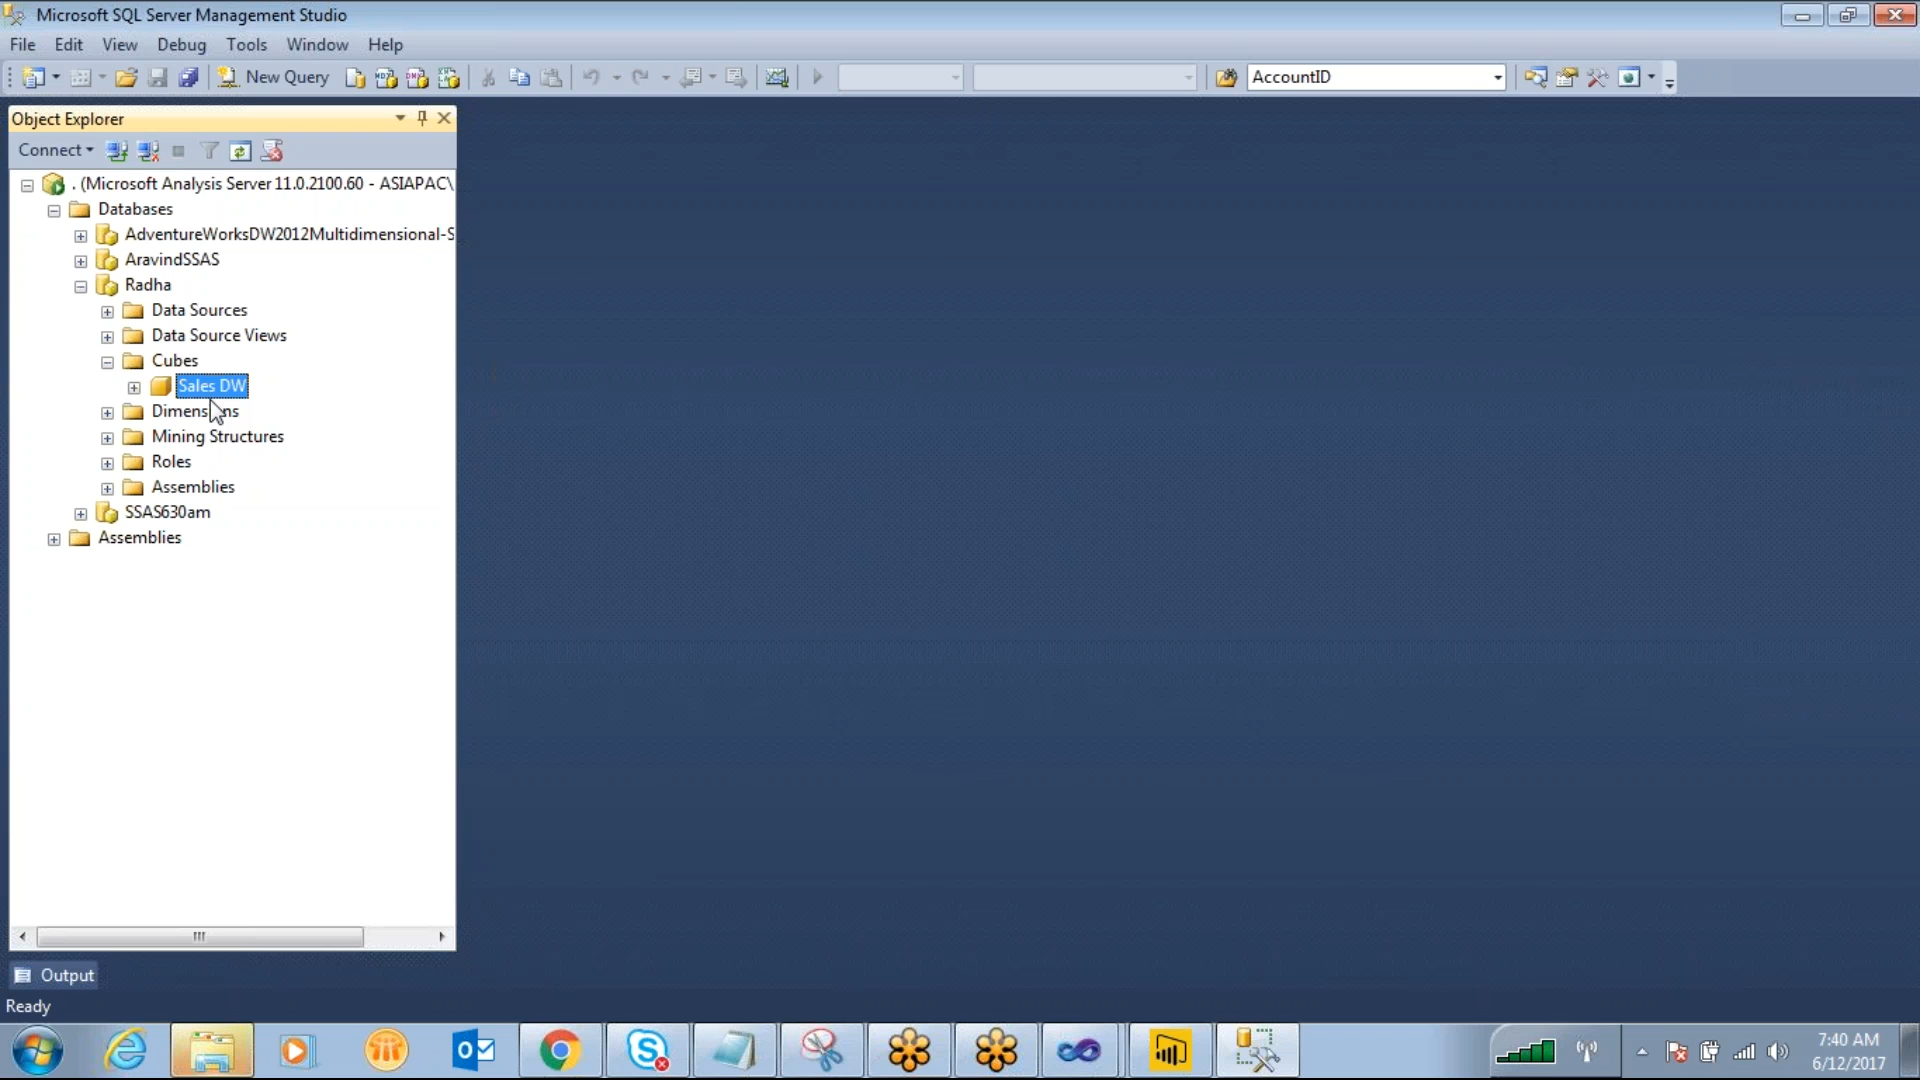 Microsoft SQL Server Management Studio
File Edit View Debug Tools Window Help
New Query
AccountID
Object Explorer
Connect
. (Microsoft Analysis Server 11.0.2100.60 - ASIAPAC\
Databases
AdventureWorksDW2012Multidimensional-S
AravindSSAS
Radha
Data Sources
Data Source Views
Cubes
Sales DW
Dimensions
Mining Structures
Roles
Assemblies
SSAS630am
Assemblies
Output
Ready
7:40 AM
6/12/2017